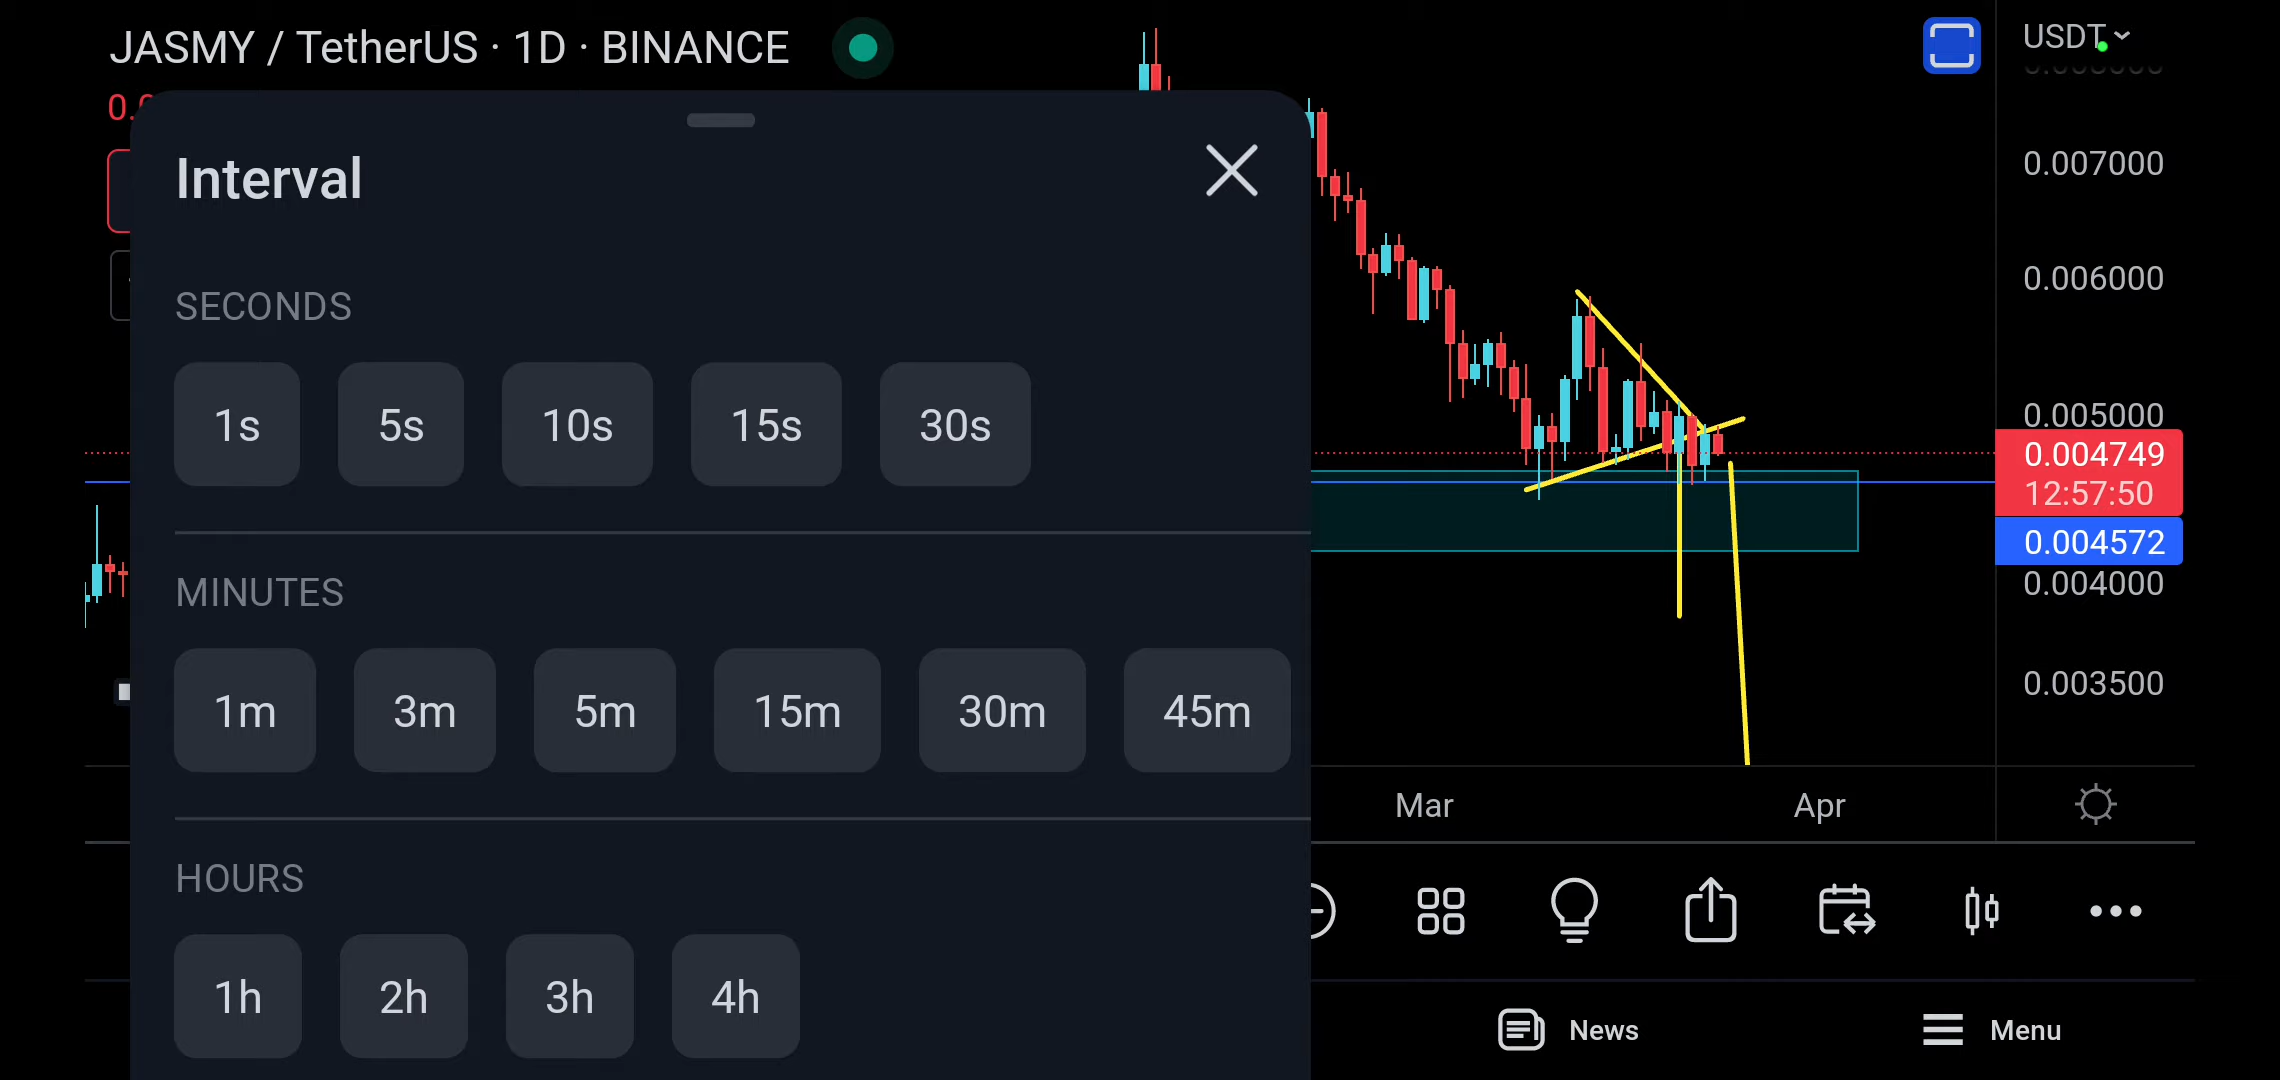 JASMY / TetherUS · 1D · BINANCE
USDT
Interval
0.007000
SECONDS
0.006000
1s 5s 10s 15s 30s
0.005000
0.004749
12:57:50
0.004572
MINUTES
0.004000
1m 3m 5m 15m 30m 45m
0.003500
Mar Apr
HOURS
1h 2h 3h 4h
News Menu